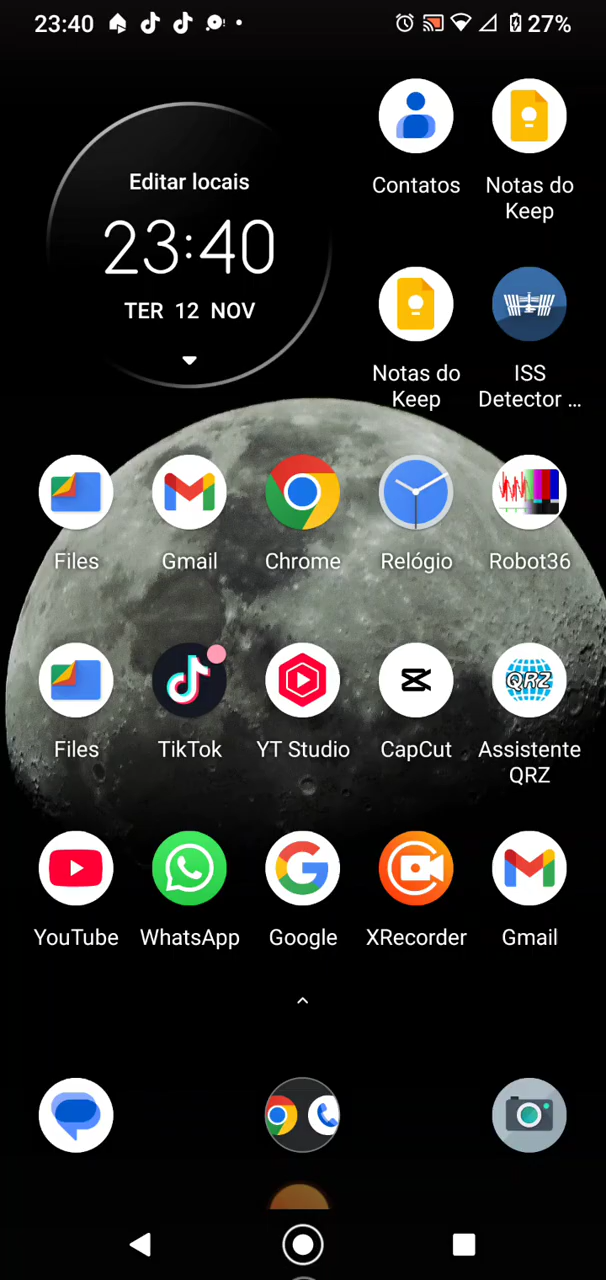 23:40 27%
Editar locais
23:40
TER 12 NOV
Contatos
Notas do
Keep
Notas do
Keep
ISS
Detector ...
Files Gmail Chrome Relógio Robot36
Files TikTok YT Studio CapCut Assistente
QRZ
QRZ
YouTube WhatsApp Google XRecorder Gmail